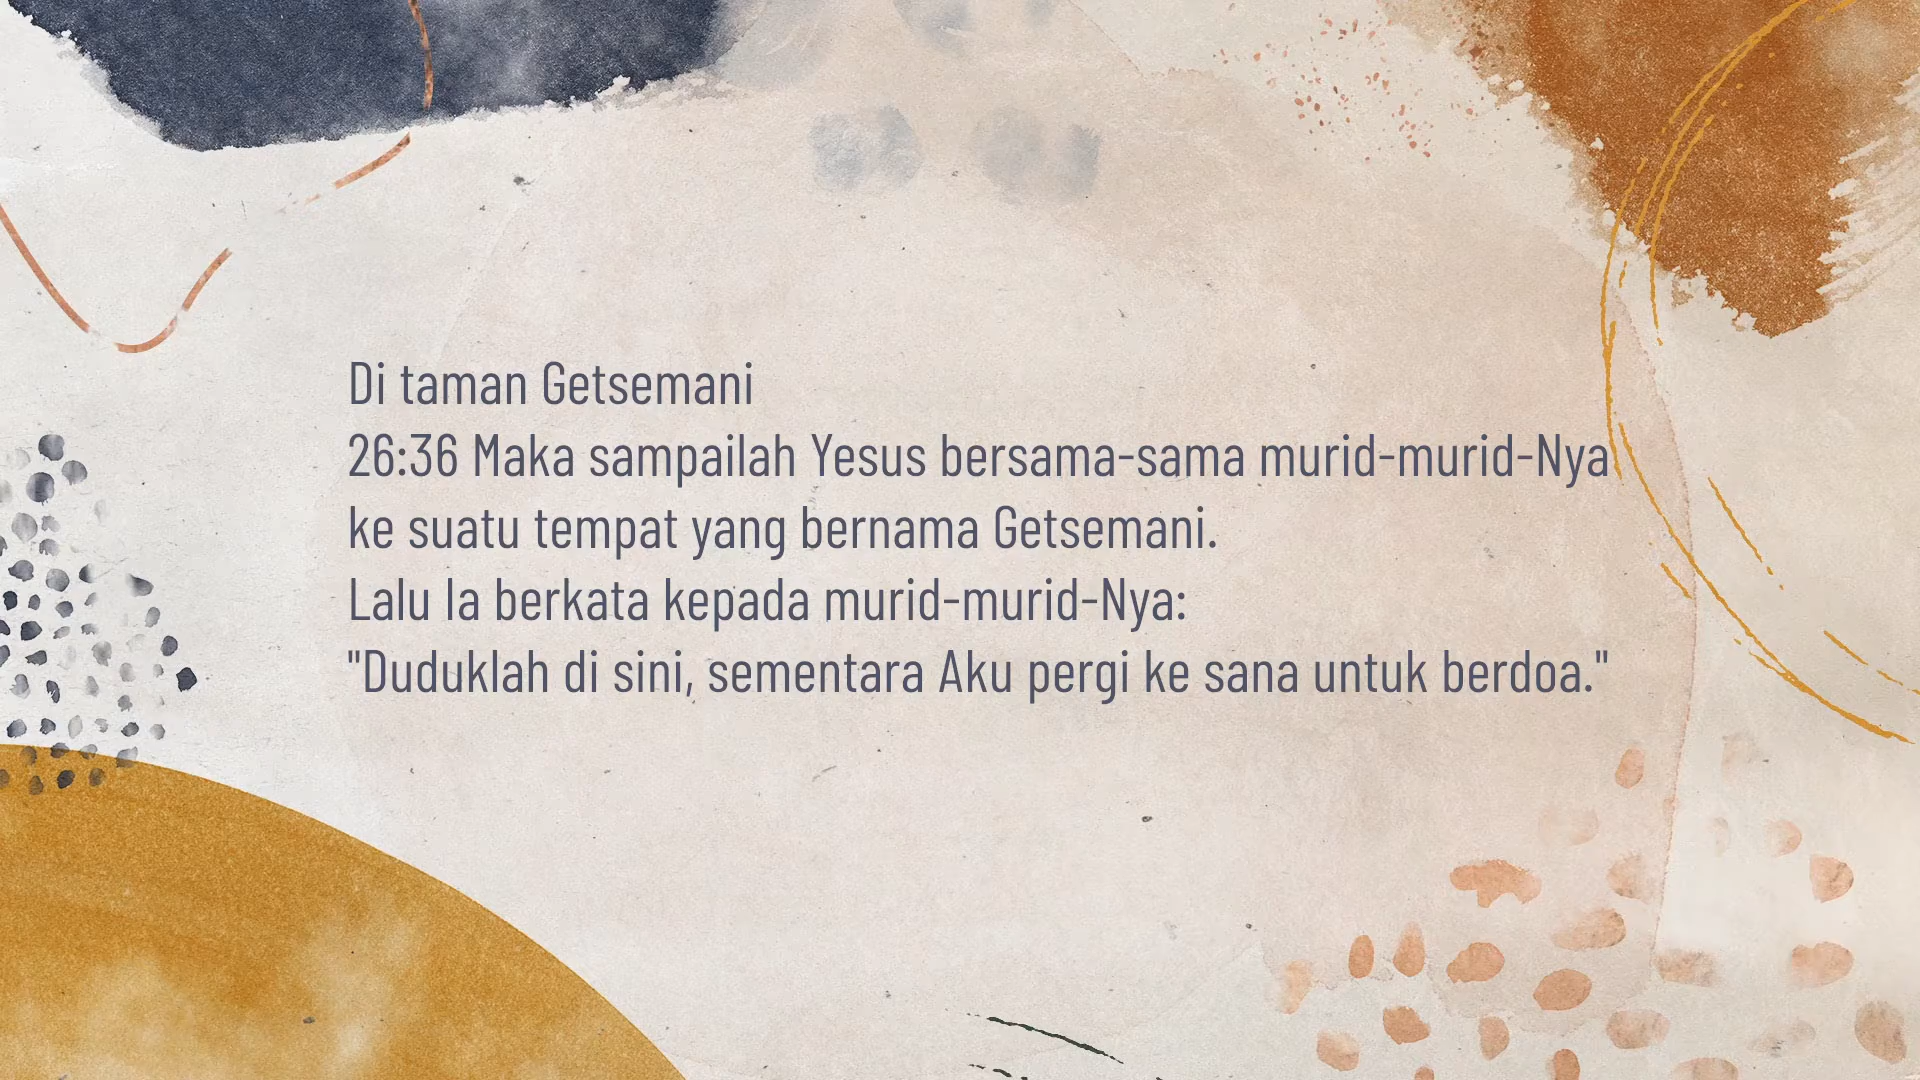 Di taman Getsemani
26:36 Maka sampailah Yesus bersama-sama murid-murid-Nya
ke suatu tempat yang bernama Getsemani.
Lalu Ia berkata kepada murid-murid-Nya:
"Duduklah di sini, sementara Aku pergi ke sana untuk berdoa."